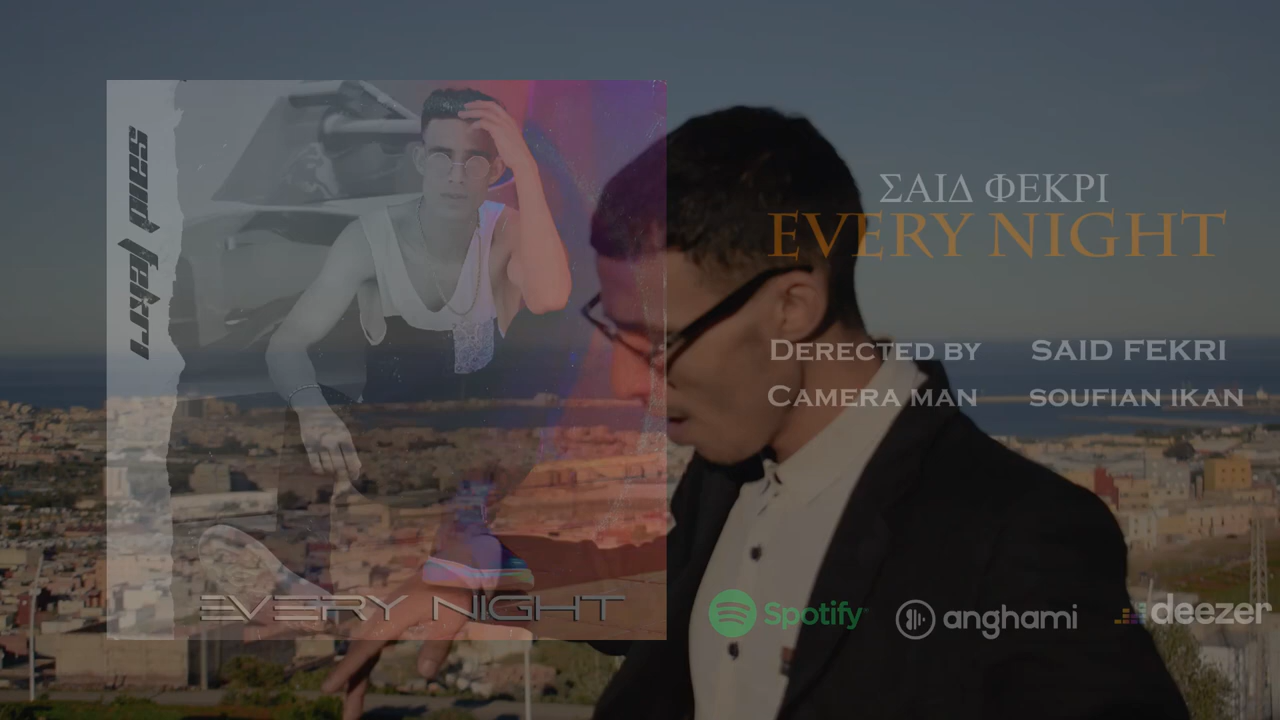 SAID fEKRI
EVERY NIGHT
ΣΑΙΔ ΦΕΚΡΙ
EVERY NIGHT
DERECTED BY SAID FEKRI
CAMERA MAN SOUFIAN IKAN
Spotify
anghami
deezer